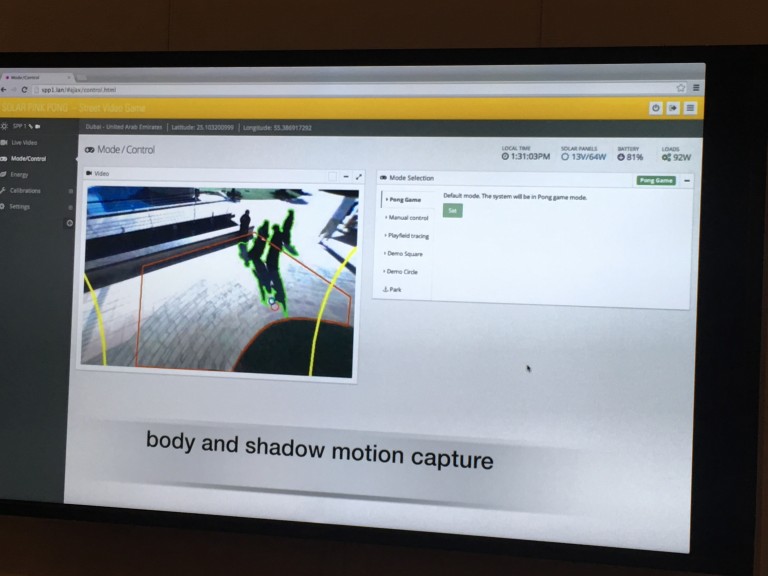 Mode/Control
spp1.lan/#ajax/control.html
SOLAR PINK PONG - Street Video Game
SPP 1
Dubai - United Arab Emirates | Latitude: 25.103200999 | Longitude: 55.386917292
Live Video
Mode/Control
Energy
Calibrations
Settings
Mode / Control
LOCAL TIME
1:31:03PM
SOLAR PANELS
13V/64W
BATTERY
81%
LOADS
92W
Video
Mode Selection
Pong Game
Pong Game
Manual control
Playfield tracing
Demo Square
Demo Circle
Park
Default mode. The system will be in Pong game mode.
Set
body and shadow motion capture